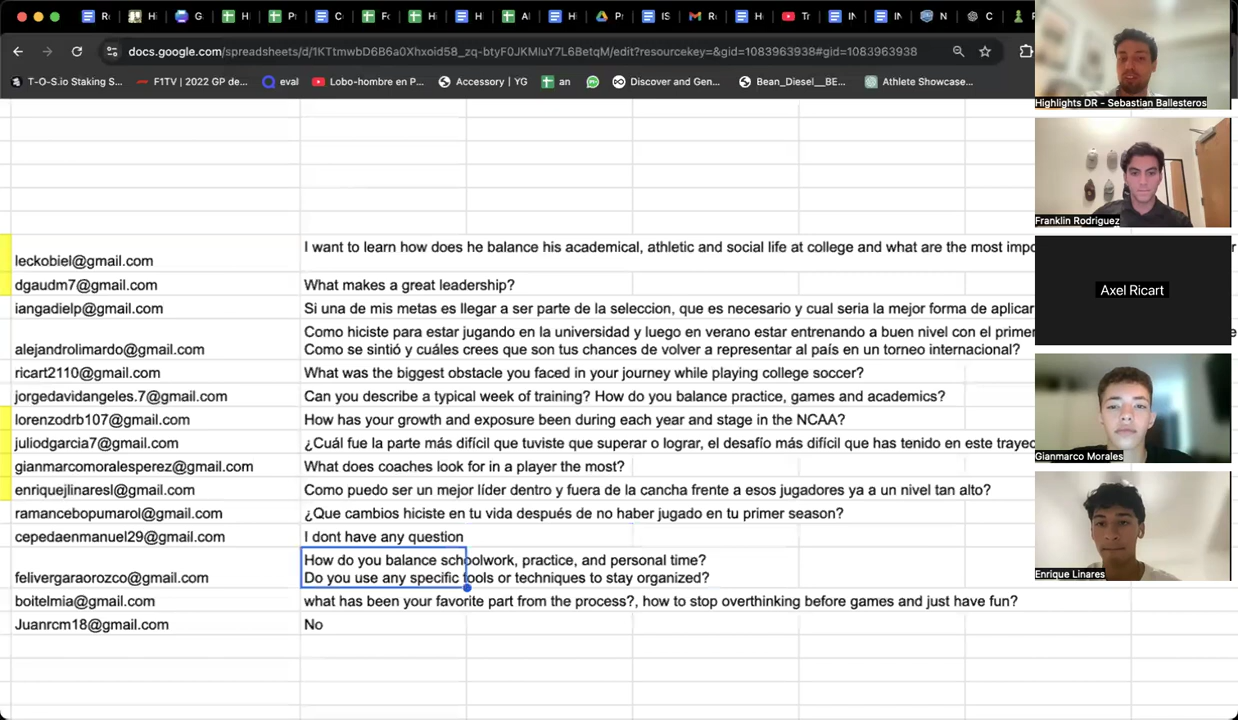 Re
Hi
G
H
Pr
C
Fo
Hi
H
Al
H
P
IS
R
H
Tr
IN
IN
N
C
P
docs.google.com/spreadsheets/d/1KTtmwbD6B6a0Xhxoid58_zq-btyF0JKMluY7L6BetqM/edit?resourcekey=&gid=1083963938#gid=1083963938
T-O-S.io Staking S...
F1TV | 2022 GP de...
eval
Lobo-hombre en P...
Accessory | YG
an
Discover and Gen...
Bean_Diesel__BE...
Athlete Showcase...
leckobiel@gmail.com I want to learn how does he balance his academical, athletic and social life at college and what are the most impo
dgaudm7@gmail.com What makes a great leadership?
iangadielp@gmail.com Si una de mis metas es llegar a ser parte de la seleccion, que es necesario y cual seria la mejor forma de aplicar
Como hiciste para estar jugando en la universidad y luego en verano estar entrenando a buen nivel con el primer
alejandrolimardo@gmail.com Como se sintió y cuáles crees que son tus chances de volver a representar al país en un torneo internacional?
ricart2110@gmail.com What was the biggest obstacle you faced in your journey while playing college soccer?
jorgedavidangeles.7@gmail.com Can you describe a typical week of training? How do you balance practice, games and academics?
lorenzodrb107@gmail.com How has your growth and exposure been during each year and stage in the NCAA?
juliodgarcia7@gmail.com ¿Cuál fue la parte más difícil que tuviste que superar o lograr, el desafío más difícil que has tenido en este trayec
gianmarcomoralesperez@gmail.com What does coaches look for in a player the most?
enriquejlinaresl@gmail.com Como puedo ser un mejor líder dentro y fuera de la cancha frente a esos jugadores ya a un nivel tan alto?
ramancebopumarol@gmail.com ¿Que cambios hiciste en tu vida después de no haber jugado en tu primer season?
cepedaenmanuel29@gmail.com I dont have any question
How do you balance schoolwork, practice, and personal time?
felivergaraorozco@gmail.com Do you use any specific tools or techniques to stay organized?
boitelmia@gmail.com what has been your favorite part from the process?, how to stop overthinking before games and just have fun?
Juanrcm18@gmail.com No
Highlights DR - Sebastian Ballesteros
Franklin Rodriguez
Axel Ricart
Gianmarco Morales
Enrique Linares